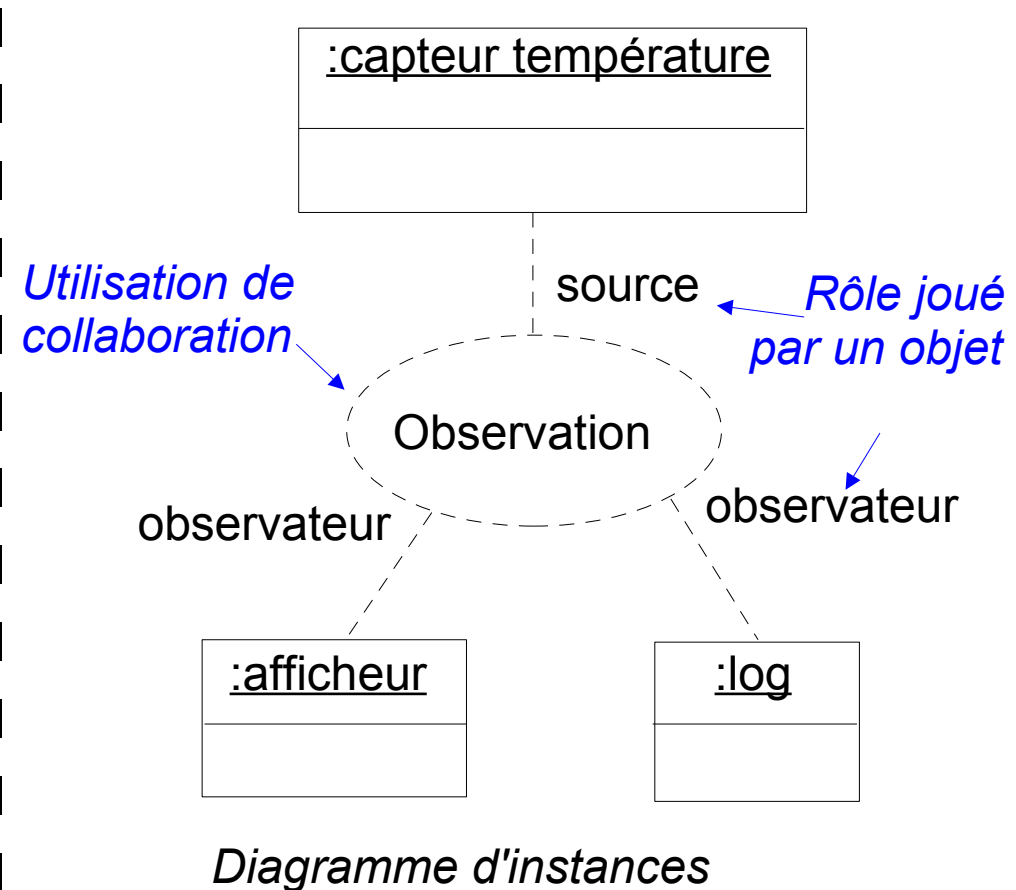 :capteur température
source
Utilisation de
collaboration
Rôle joué
par un objet
Observation
observateur
observateur
:afficheur
:log
Diagramme d'instances